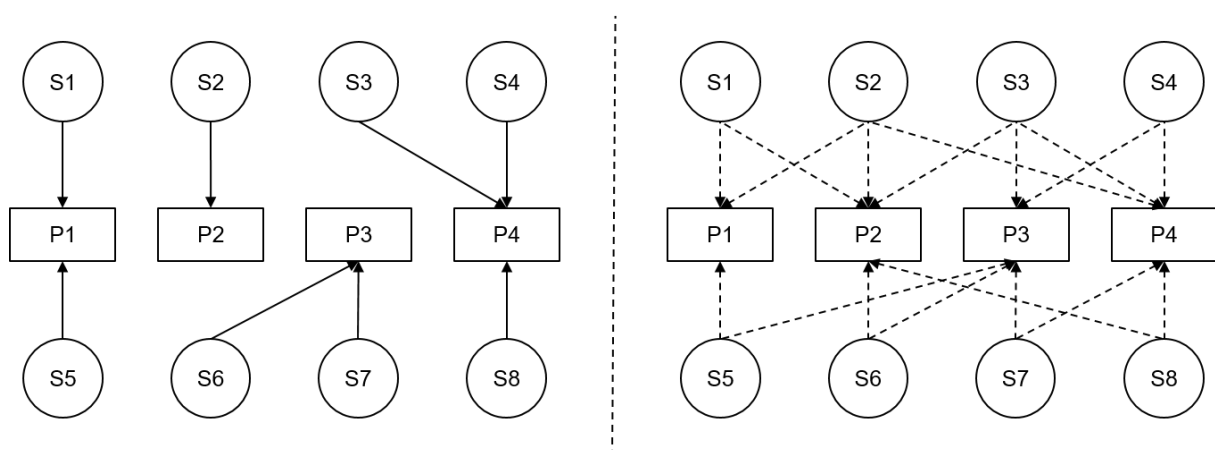 S1 S2 S3 S4 S1 S2 S3 S4
P1 P2 P3 P4 P1 P2 P3 P4
S5 S6 S7 S8 S5 S6 S7 S8